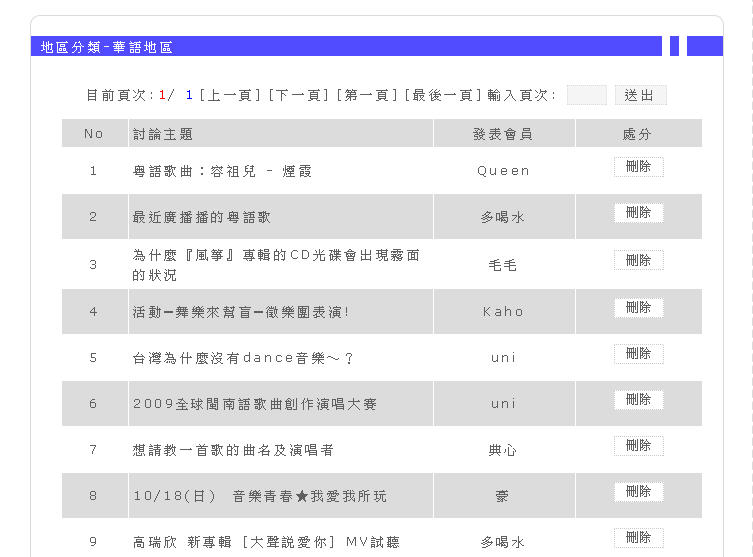 地區分類-華語地區
目前頁次:1/ 1[上一頁][下一頁][第一頁][最後一頁]輸入頁次: 送出
No 討論主題 發表會員 處分
1 粵語歌曲：容祖兒 - 煙霞 Queen 刪除
2 最近廣播播的粵語歌 多喝水 刪除
3 為什麼『風箏』專輯的CD光碟會出現霧面
的狀況 毛毛 刪除
4 活動—舞樂來幫盲—徵樂團表演! Kaho 刪除
5 台灣為什麼沒有dance音樂～? uni 刪除
6 2009全球閩南語歌曲創作演唱大賽 uni 刪除
7 想請教一首歌的曲名及演唱者 典心 刪除
8 10/18(日) 音樂青春★我愛我所玩 豪 刪除
9 高瑞欣 新專輯 [大聲說愛你] MV試聽 多喝水 刪除